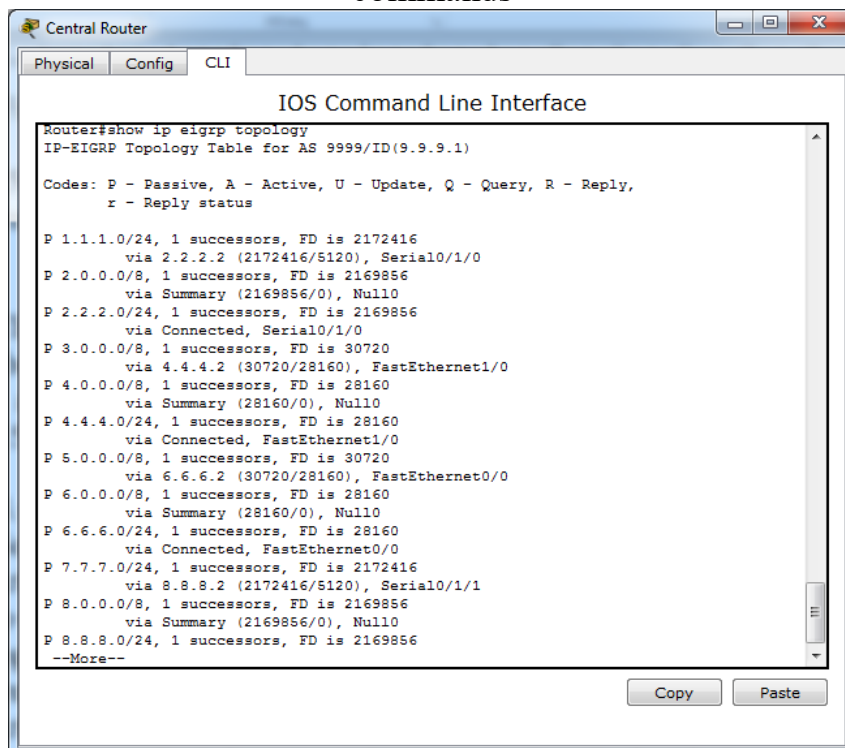 Central Router
Physical Config CLI
IOS Command Line Interface
Router#show ip eigrp topology
IP-EIGRP Topology Table for AS 9999/ID(9.9.9.1)
Codes: P - Passive, A - Active, U - Update, Q - Query, R - Reply,
r - Reply status
P 1.1.1.0/24, 1 successors, FD is 2172416
via 2.2.2.2 (2172416/5120), Serial0/1/0
P 2.0.0.0/8, 1 successors, FD is 2169856
via Summary (2169856/0), Null0
P 2.2.2.0/24, 1 successors, FD is 2169856
via Connected, Serial0/1/0
P 3.0.0.0/8, 1 successors, FD is 30720
via 4.4.4.2 (30720/28160), FastEthernet1/0
P 4.0.0.0/8, 1 successors, FD is 28160
via Summary (28160/0), Null0
P 4.4.4.0/24, 1 successors, FD is 28160
via Connected, FastEthernet1/0
P 5.0.0.0/8, 1 successors, FD is 30720
via 6.6.6.2 (30720/28160), FastEthernet0/0
P 6.0.0.0/8, 1 successors, FD is 28160
via Summary (28160/0), Null0
P 6.6.6.0/24, 1 successors, FD is 28160
via Connected, FastEthernet0/0
P 7.7.7.0/24, 1 successors, FD is 2172416
via 8.8.8.2 (2172416/5120), Serial0/1/1
P 8.0.0.0/8, 1 successors, FD is 2169856
via Summary (2169856/0), Null0
P 8.8.8.0/24, 1 successors, FD is 2169856
--More--
Copy Paste